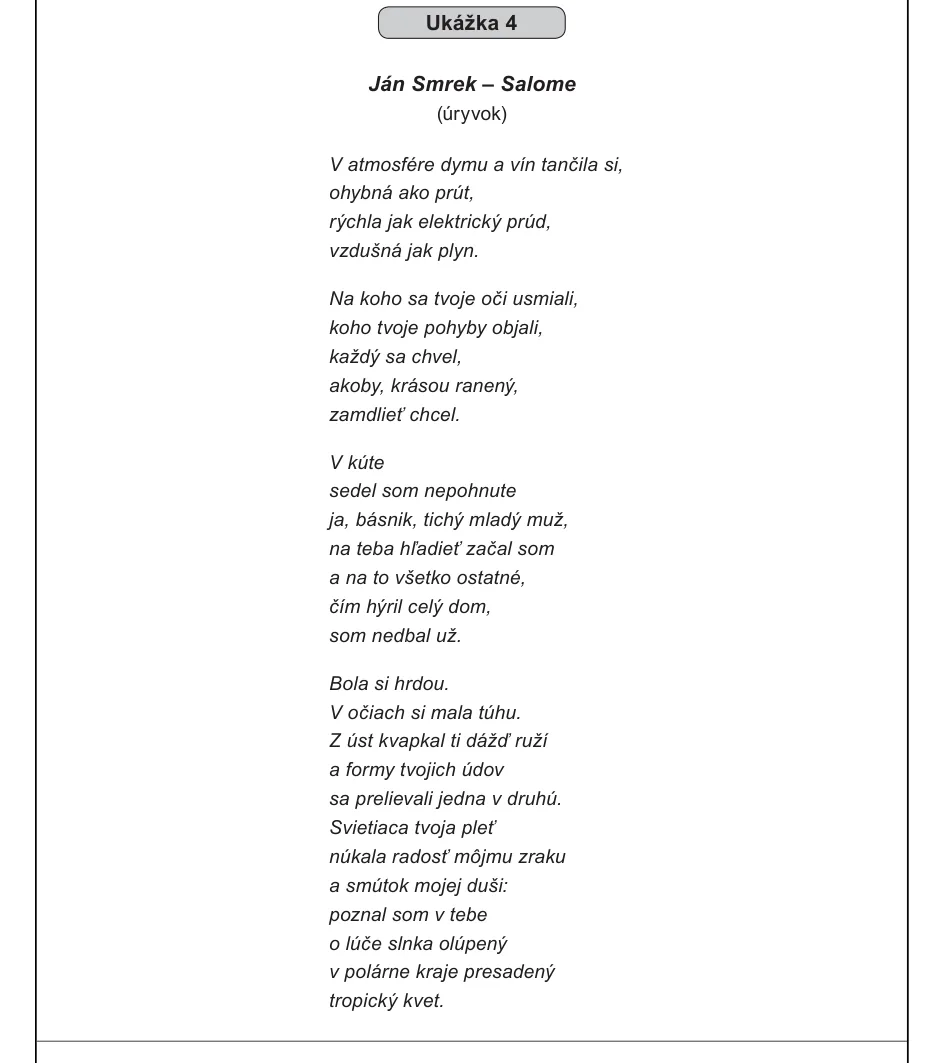 Ukážka 4
Ján Smrek – Salome
(úryvok)
V atmosfére dymu a vín tančila si,
ohybná ako prút,
rýchla jak elektrický prúd,
vzdušná jak plyn.
Na koho sa tvoje oči usmiali,
koho tvoje pohyby objali,
každý sa chvel,
akoby, krásou ranený,
zamdlieť chcel.
V kúte
sedel som nepohnute
ja, básnik, tichý mladý muž,
na teba hľadieť začal som
a na to všetko ostatné,
čím hýril celý dom,
som nedbal už.
Bola si hrdou.
V očiach si mala túhu.
Z úst kvapkal ti dážď ruží
a formy tvojich údov
sa prelievali jedna v druhú.
Svietiaca tvoja pleť
núkala radosť môjmu zraku
a smútok mojej duši:
poznal som v tebe
o lúče slnka olúpený
v polárne kraje presadený
tropický kvet.